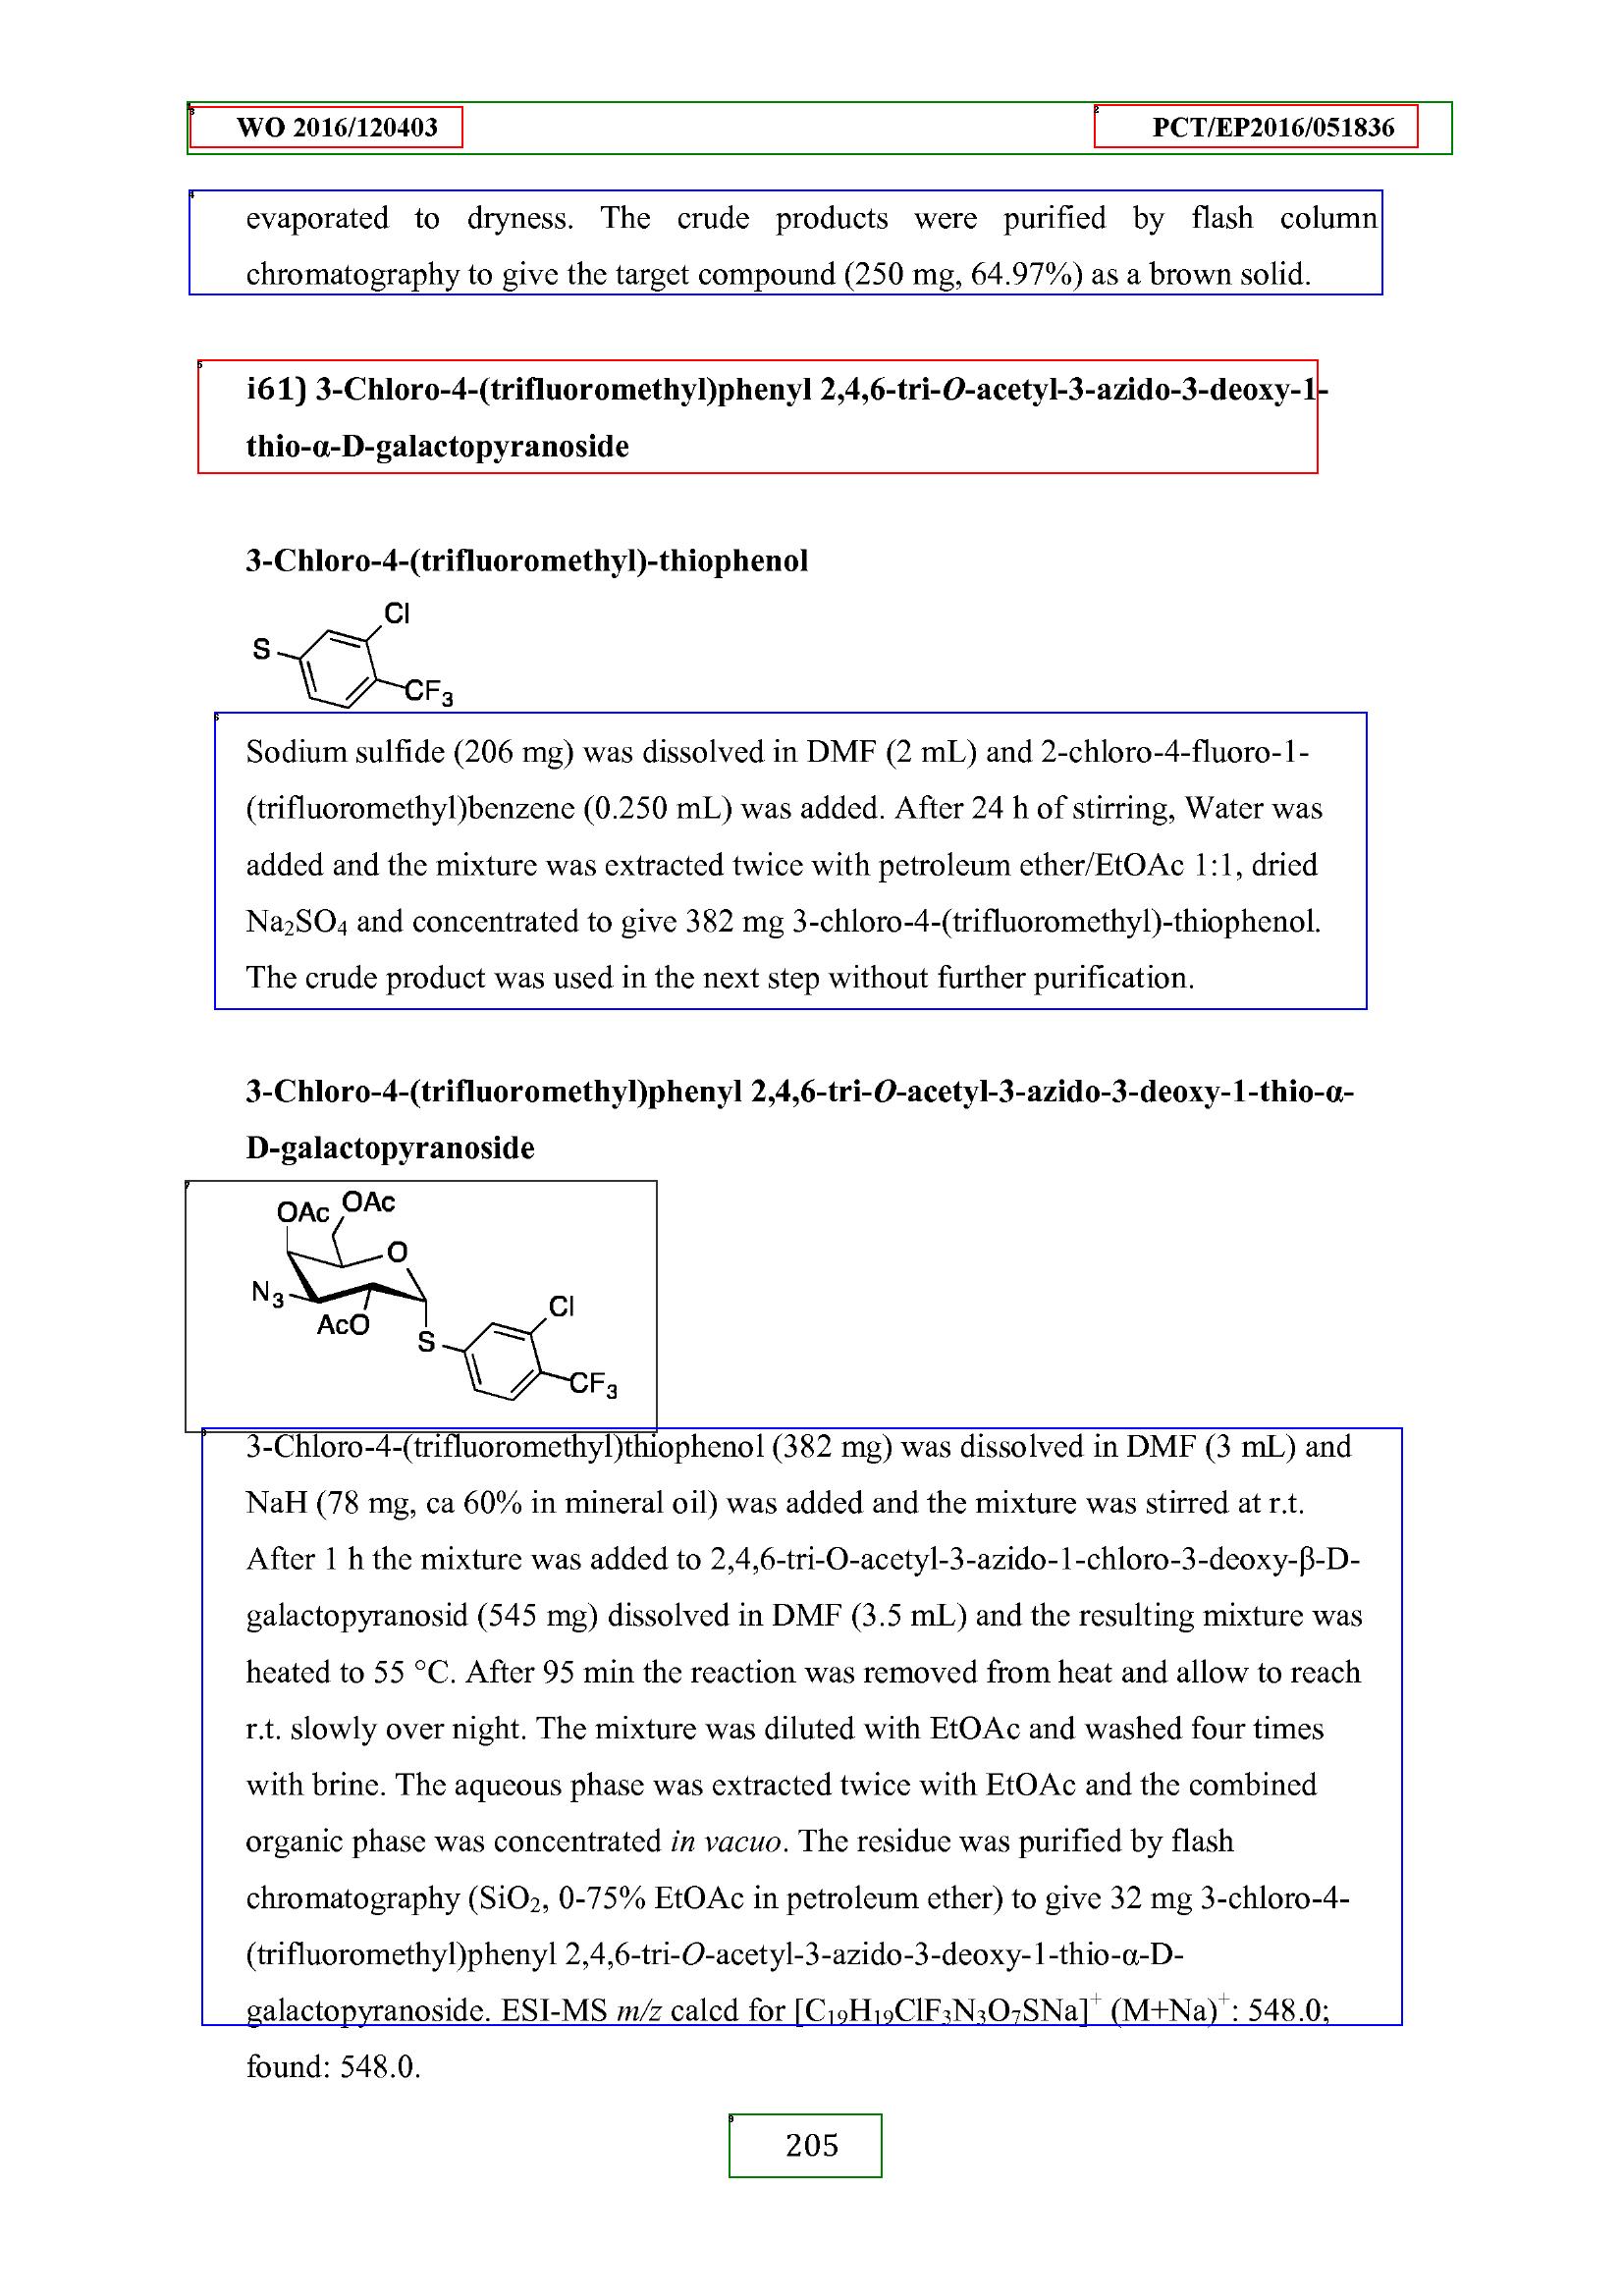 WO 2016/120403 PCT/EP2016/051836
evaporated to dryness. The crude products were purified by flash column
chromatography to give the target compound (250 mg, 64.97%) as a brown solid.
i61) 3-Chloro-4-(trifluoromethyl)phenyl 2,4,6-tri-O-acetyl-3-azido-3-deoxy-1-
thio-α-D-galactopyranoside
3-Chloro-4-(trifluoromethyl)-thiophenol
Cl
S
CF₃
Sodium sulfide (206 mg) was dissolved in DMF (2 mL) and 2-chloro-4-fluoro-1-
(trifluoromethyl)benzene (0.250 mL) was added. After 24 h of stirring, Water was
added and the mixture was extracted twice with petroleum ether/EtOAc 1:1, dried
Na₂SO₄ and concentrated to give 382 mg 3-chloro-4-(trifluoromethyl)-thiophenol.
The crude product was used in the next step without further purification.
3-Chloro-4-(trifluoromethyl)phenyl 2,4,6-tri-O-acetyl-3-azido-3-deoxy-1-thio-α-
D-galactopyranoside
OAc OAc
O
N₃
Cl
AcO
S
CF₃
3-Chloro-4-(trifluoromethyl)thiophenol (382 mg) was dissolved in DMF (3 mL) and
NaH (78 mg, ca 60% in mineral oil) was added and the mixture was stirred at r.t.
After 1 h the mixture was added to 2,4,6-tri-O-acetyl-3-azido-1-chloro-3-deoxy-β-D-
galactopyranosid (545 mg) dissolved in DMF (3.5 mL) and the resulting mixture was
heated to 55 °C. After 95 min the reaction was removed from heat and allow to reach
r.t. slowly over night. The mixture was diluted with EtOAc and washed four times
with brine. The aqueous phase was extracted twice with EtOAc and the combined
organic phase was concentrated in vacuo. The residue was purified by flash
chromatography (SiO₂, 0-75% EtOAc in petroleum ether) to give 32 mg 3-chloro-4-
(trifluoromethyl)phenyl 2,4,6-tri-O-acetyl-3-azido-3-deoxy-1-thio-α-D-
galactopyranoside. ESI-MS m/z calcd for [C₁₉H₁₉ClF₃N₃O₇SNa]⁺ (M+Na)⁺: 548.0;
found: 548.0.
205